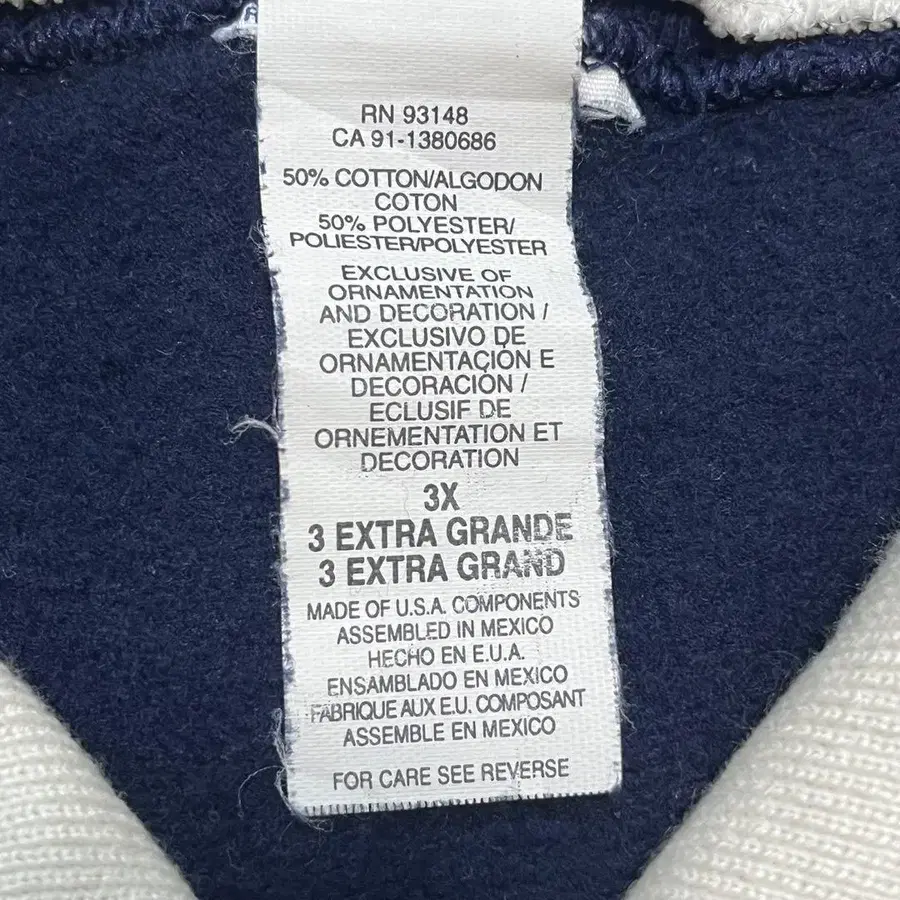 RN 93148
CA 91-1380686
50% COTTON/ALGODON
COTON
50% POLYESTER/
POLIESTER/POLYESTER
EXCLUSIVE OF
ORNAMENTATION
AND DECORATION /
EXCLUSIVO DE
ORNAMENTACIÓN E
DECORACIÓN /
ECLUSIF DE
ORNEMENTATION ET
DECORATION
3X
3 EXTRA GRANDE
3 EXTRA GRAND
MADE OF U.S.A. COMPONENTS
ASSEMBLED IN MEXICO
HECHO EN E.U.A.
ENSAMBLADO EN MEXICO
FABRIQUE AUX E.U. COMPOSANT
ASSEMBLE EN MEXICO
FOR CARE SEE REVERSE